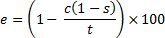 e = (1 − c(1 − s)/t) × 100